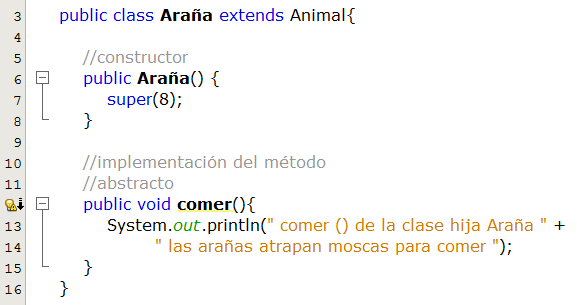 3 public class Araña extends Animal{
4
5 //constructor
6 public Araña() {
7 super(8);
8 }
9
10 //implementación del método
11 //abstracto
public void comer(){
13 System.out.println(" comer () de la clase hija Araña " +
14 " las arañas atrapan moscas para comer ");
15 }
16 }